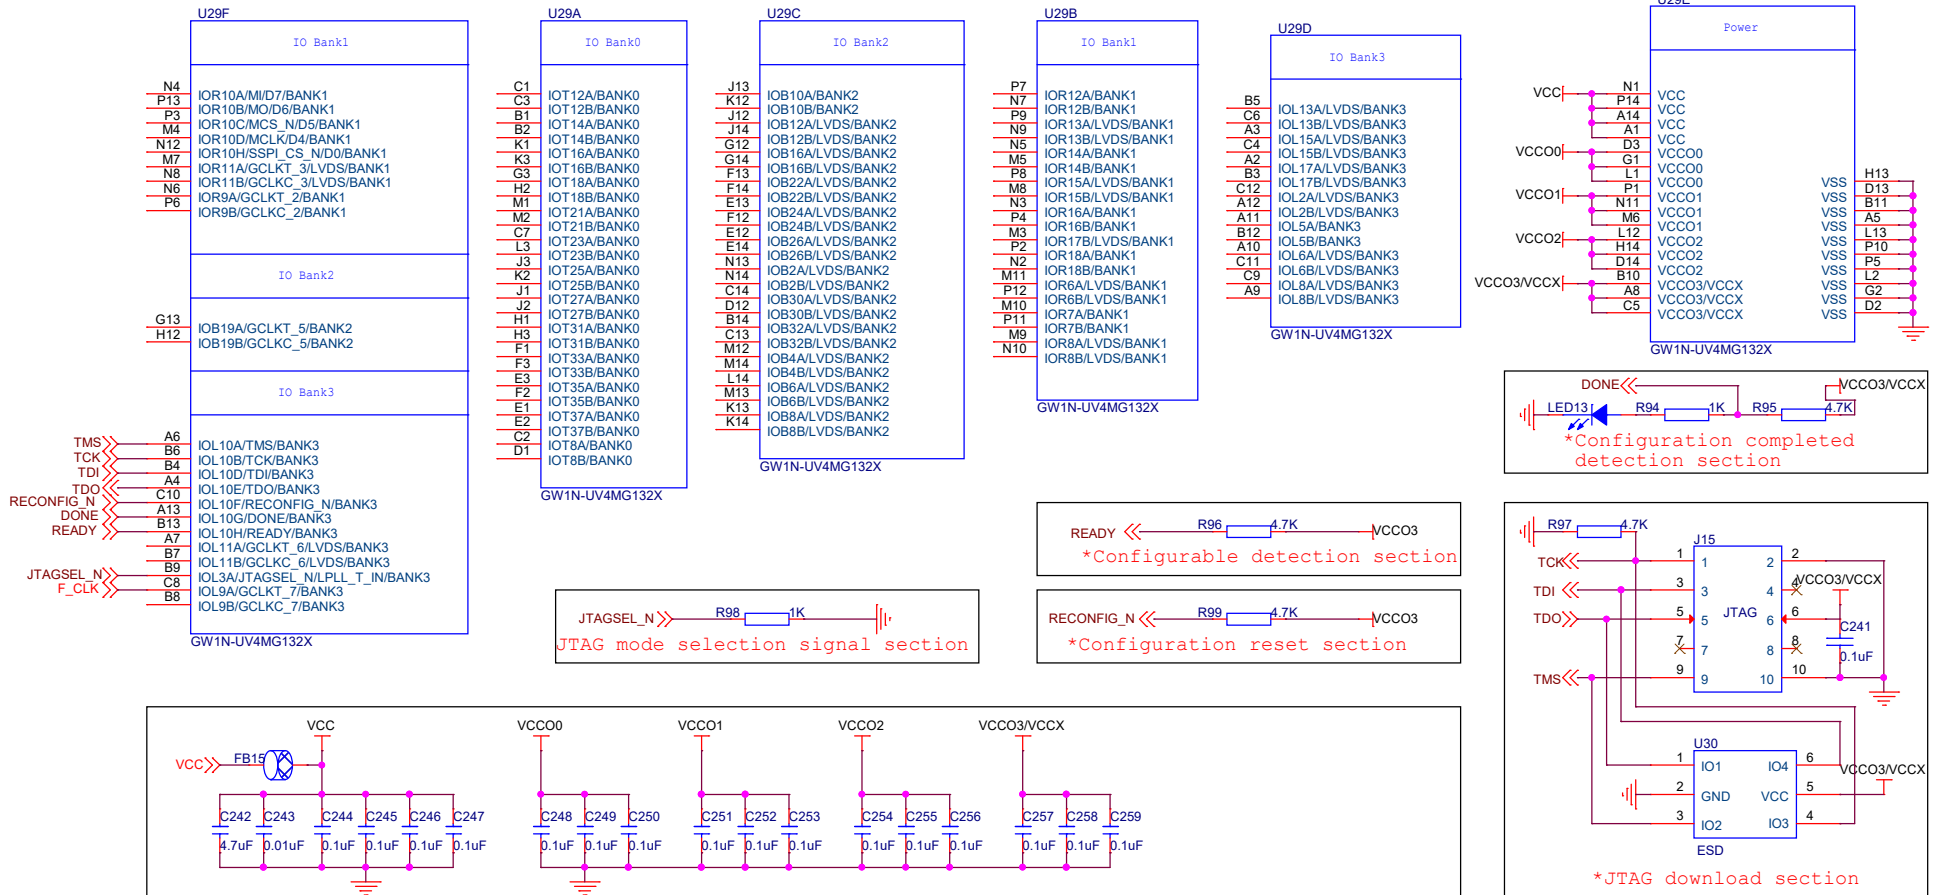 U29F
IO Bank1
N4 IOR10A/MI/D7/BANK1
P13 IOR10B/MO/D6/BANK1
P3 IOR10C/MCS_N/D5/BANK1
M4 IOR10D/MCLK/D4/BANK1
N12 IOR10H/SSPI_CS_N/D0/BANK1
M7 IOR11A/GCLKT_3/LVDS/BANK1
N8 IOR11B/GCLKC_3/LVDS/BANK1
N6 IOR9A/GCLKT_2/BANK1
P6 IOR9B/GCLKC_2/BANK1
IO Bank2
G13 IOB19A/GCLKT_5/BANK2
H12 IOB19B/GCLKC_5/BANK2
IO Bank3
TMS A6 IOL10A/TMS/BANK3
TCK B6 IOL10B/TCK/BANK3
TDI B4 IOL10D/TDI/BANK3
TDO A4 IOL10E/TDO/BANK3
RECONFIG_N C10 IOL10F/RECONFIG_N/BANK3
DONE A13 IOL10G/DONE/BANK3
READY B13 IOL10H/READY/BANK3
A7 IOL11A/GCLKT_6/LVDS/BANK3
B7 IOL11B/GCLKC_6/LVDS/BANK3
JTAGSEL_N B9 IOL3A/JTAGSEL_N/LPLL_T_IN/BANK3
F_CLK C8 IOL9A/GCLKT_7/BANK3
B8 IOL9B/GCLKC_7/BANK3
GW1N-UV4MG132X
U29A
IO Bank0
C1 IOT12A/BANK0
C3 IOT12B/BANK0
B1 IOT14A/BANK0
B2 IOT14B/BANK0
K1 IOT16A/BANK0
K3 IOT16B/BANK0
G3 IOT18A/BANK0
H2 IOT18B/BANK0
M1 IOT21A/BANK0
M2 IOT21B/BANK0
C7 IOT23A/BANK0
L3 IOT23B/BANK0
J3 IOT25A/BANK0
K2 IOT25B/BANK0
J1 IOT27A/BANK0
J2 IOT27B/BANK0
H1 IOT31A/BANK0
H3 IOT31B/BANK0
F1 IOT33A/BANK0
F3 IOT33B/BANK0
E3 IOT35A/BANK0
F2 IOT35B/BANK0
E1 IOT37A/BANK0
E2 IOT37B/BANK0
C2 IOT8A/BANK0
D1 IOT8B/BANK0
GW1N-UV4MG132X
U29C
IO Bank2
J13 IOB10A/BANK2
K12 IOB10B/BANK2
J12 IOB12A/LVDS/BANK2
J14 IOB12B/LVDS/BANK2
G12 IOB16A/LVDS/BANK2
G14 IOB16B/LVDS/BANK2
F13 IOB22A/LVDS/BANK2
F14 IOB22B/LVDS/BANK2
E13 IOB24A/LVDS/BANK2
F12 IOB24B/LVDS/BANK2
E12 IOB26A/LVDS/BANK2
E14 IOB26B/LVDS/BANK2
N13 IOB2A/LVDS/BANK2
N14 IOB2B/LVDS/BANK2
C14 IOB30A/LVDS/BANK2
D12 IOB30B/LVDS/BANK2
B14 IOB32A/LVDS/BANK2
C13 IOB32B/LVDS/BANK2
M12 IOB4A/LVDS/BANK2
M14 IOB4B/LVDS/BANK2
L14 IOB6A/LVDS/BANK2
M13 IOB6B/LVDS/BANK2
K13 IOB8A/LVDS/BANK2
K14 IOB8B/LVDS/BANK2
GW1N-UV4MG132X
U29B
IO Bank1
P7 IOR12A/BANK1
N7 IOR12B/BANK1
P9 IOR13A/LVDS/BANK1
N9 IOR13B/LVDS/BANK1
N5 IOR14A/BANK1
M5 IOR14B/BANK1
P8 IOR15A/LVDS/BANK1
M8 IOR15B/LVDS/BANK1
N3 IOR16A/BANK1
P4 IOR16B/BANK1
M3 IOR17B/LVDS/BANK1
P2 IOR18A/BANK1
N2 IOR18B/BANK1
M11 IOR6A/LVDS/BANK1
P12 IOR6B/LVDS/BANK1
M10 IOR7A/BANK1
P11 IOR7B/BANK1
M9 IOR8A/LVDS/BANK1
N10 IOR8B/LVDS/BANK1
GW1N-UV4MG132X
U29D
IO Bank3
B5 IOL13A/LVDS/BANK3
C6 IOL13B/LVDS/BANK3
A3 IOL15A/LVDS/BANK3
C4 IOL15B/LVDS/BANK3
A2 IOL17A/LVDS/BANK3
B3 IOL17B/LVDS/BANK3
C12 IOL2A/LVDS/BANK3
A12 IOL2B/LVDS/BANK3
A11 IOL5A/BANK3
B12 IOL5B/BANK3
A10 IOL6A/LVDS/BANK3
C11 IOL6B/LVDS/BANK3
C9 IOL8A/LVDS/BANK3
A9 IOL8B/LVDS/BANK3
GW1N-UV4MG132X
U29E
Power
VCC N1 VCC
P14 VCC
A14 VCC
A1 VCC
VCCO0 D3 VCCO0
G1 VCCO0
L1 VCCO0 VSS H13
VCCO1 P1 VCCO1 VSS D13
N11 VCCO1 VSS B11
M6 VCCO1 VSS A5
VCCO2 L12 VCCO2 VSS L13
H14 VCCO2 VSS P10
D14 VCCO2 VSS P5
VCCO3/VCCX B10 VCCO3/VCCX VSS L2
A8 VCCO3/VCCX VSS G2
C5 VCCO3/VCCX VSS D2
GW1N-UV4MG132X
DONE VCCO3/VCCX
LED13 R94 1K R95 4.7K
*Configuration completed
detection section
READY R96 4.7K VCCO3
*Configurable detection section
JTAGSEL_N R98 1K
JTAG mode selection signal section
RECONFIG_N R99 4.7K VCCO3
*Configuration reset section
R97 4.7K
J15
TCK 1 1 2 2
TDI 3 3 4 4 VCCO3/VCCX
TDO 5 5 JTAG 6 6
7 7 8 8
C241
0.1uF
TMS 9 9 10 10
U30
1 IO1 IO4 6
VCCO3/VCCX
2 GND VCC 5
3 IO2 IO3 4
ESD
*JTAG download section
VCC VCCO0 VCCO1 VCCO2 VCCO3/VCCX
VCC FB15
C242 C243 C244 C245 C246 C247 C248 C249 C250 C251 C252 C253 C254 C255 C256 C257 C258 C259
4.7uF 0.01uF 0.1uF 0.1uF 0.1uF 0.1uF 0.1uF 0.1uF 0.1uF 0.1uF 0.1uF 0.1uF 0.1uF 0.1uF 0.1uF 0.1uF 0.1uF 0.1uF